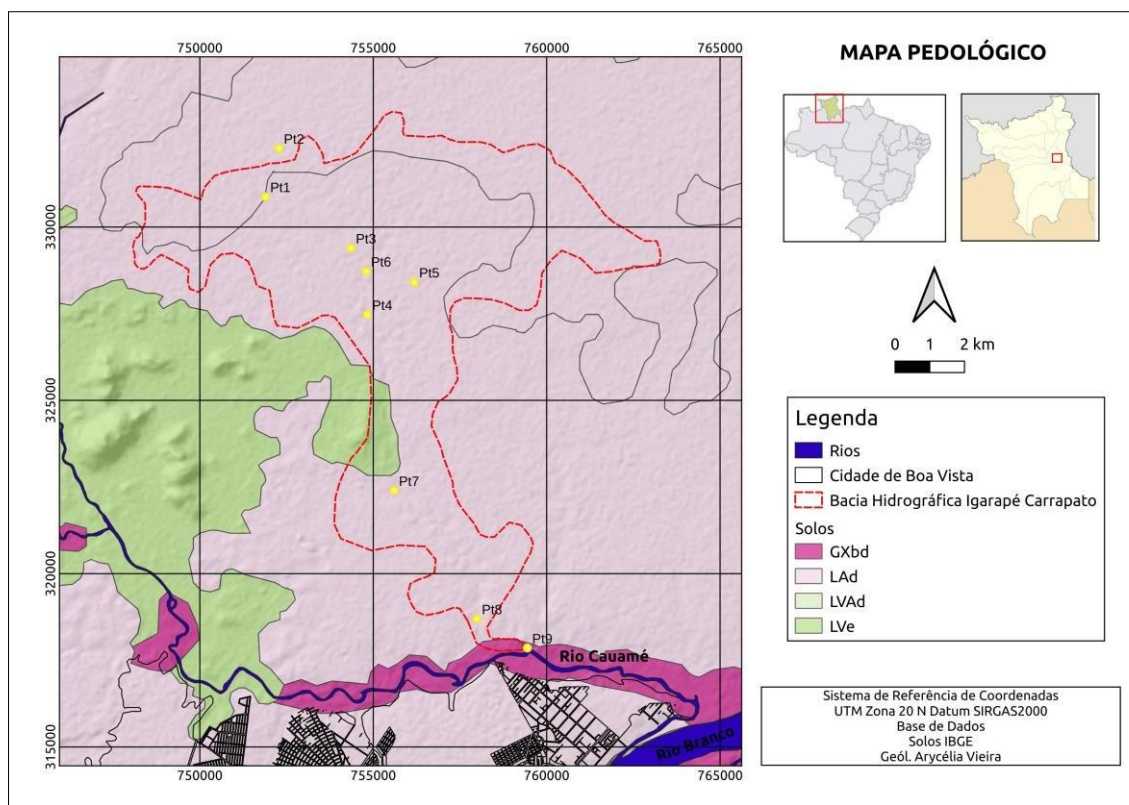 750000
755000
760000
765000
MAPA PEDOLÓGICO
330000
325000
320000
315000
Pt2
Pt1
Pt3
Pt6
Pt5
Pt4
Pt7
Pt8
Pt9
Rio Cauamé
Rio Branco
750000
755000
760000
765000
0 1 2 km
Legenda
Rios
Cidade de Boa Vista
Bacia Hidrográfica Igarapé Carrapato
Solos
GXbd
LAd
LVAd
LVe
Sistema de Referência de Coordenadas
UTM Zona 20 N Datum SIRGAS2000
Base de Dados
Solos IBGE
Geól. Arycélia Vieira